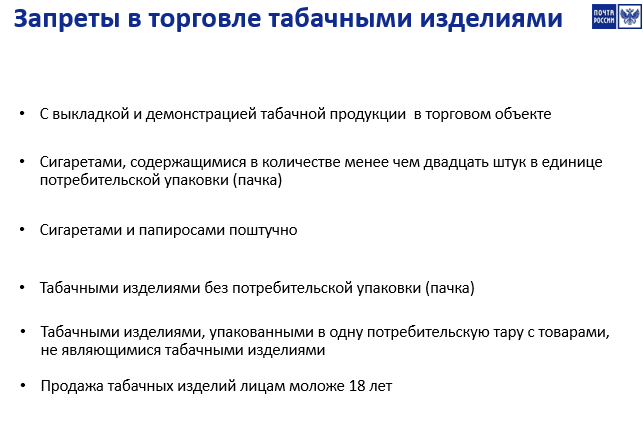 Запреты в торговле табачными изделиями
ПОЧТА
РОССИИ
• С выкладкой и демонстрацией табачной продукции в торговом объекте
• Сигаретами, содержащимися в количестве менее чем двадцать штук в единице
потребительской упаковки (пачка)
• Сигаретами и папиросами поштучно
• Табачными изделиями без потребительской упаковки (пачка)
• Табачными изделиями, упакованными в одну потребительскую тару с товарами,
не являющимися табачными изделиями
• Продажа табачных изделий лицам моложе 18 лет